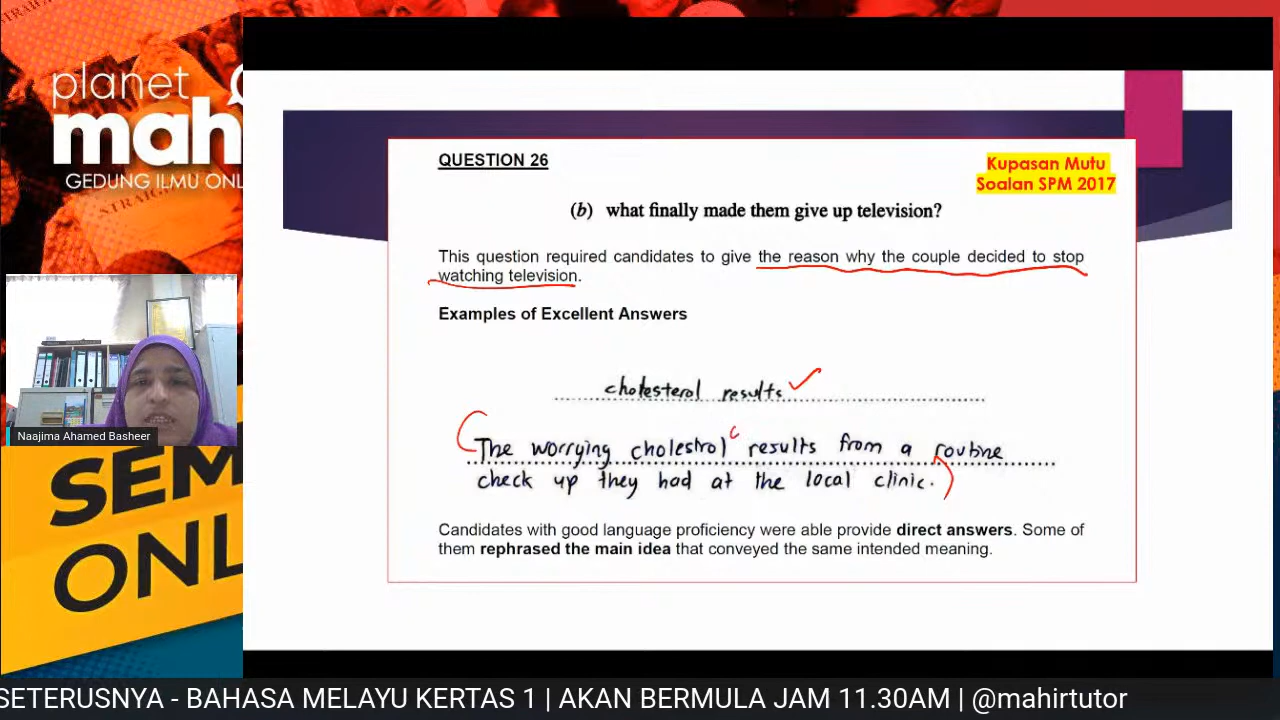 planet
mah
GEDUNG ILMU ONL
QUESTION 26
Kupasan Mutu
Soalan SPM 2017
(b) what finally made them give up television?
This question required candidates to give the reason why the couple decided to stop
watching television.
Examples of Excellent Answers
cholesterol results
The worrying cholestrol results from a routine
check up they had at the local clinic.
Candidates with good language proficiency were able provide direct answers. Some of
them rephrased the main idea that conveyed the same intended meaning.
Naajima Ahamed Basheer
SEM
ONL
SETERUSNYA - BAHASA MELAYU KERTAS 1 | AKAN BERMULA JAM 11.30AM | @mahirtutor